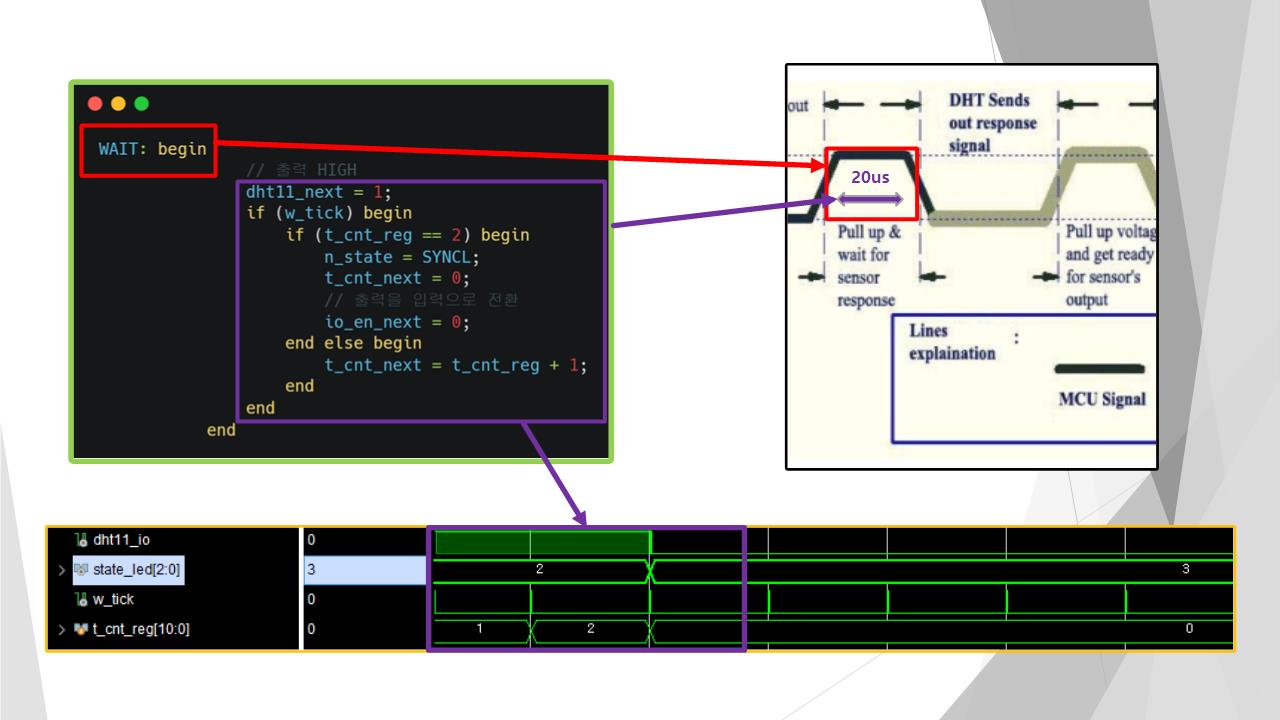 WAIT: begin
// 출력 HIGH
dht11_next = 1;
if (w_tick) begin
if (t_cnt_reg == 2) begin
n_state = SYNCL;
t_cnt_next = 0;
// 출력을 입력으로 전환
io_en_next = 0;
end else begin
t_cnt_next = t_cnt_reg + 1;
end
end
end
out
DHT Sends
out response
signal
20us
Pull up &
wait for
sensor
response
Pull up voltag
and get ready
for sensor's
output
Lines :
explaination
MCU Signal
dht11_io 0
state_led[2:0] 3 2 3
w_tick 0
t_cnt_reg[10:0] 0 1 2 0